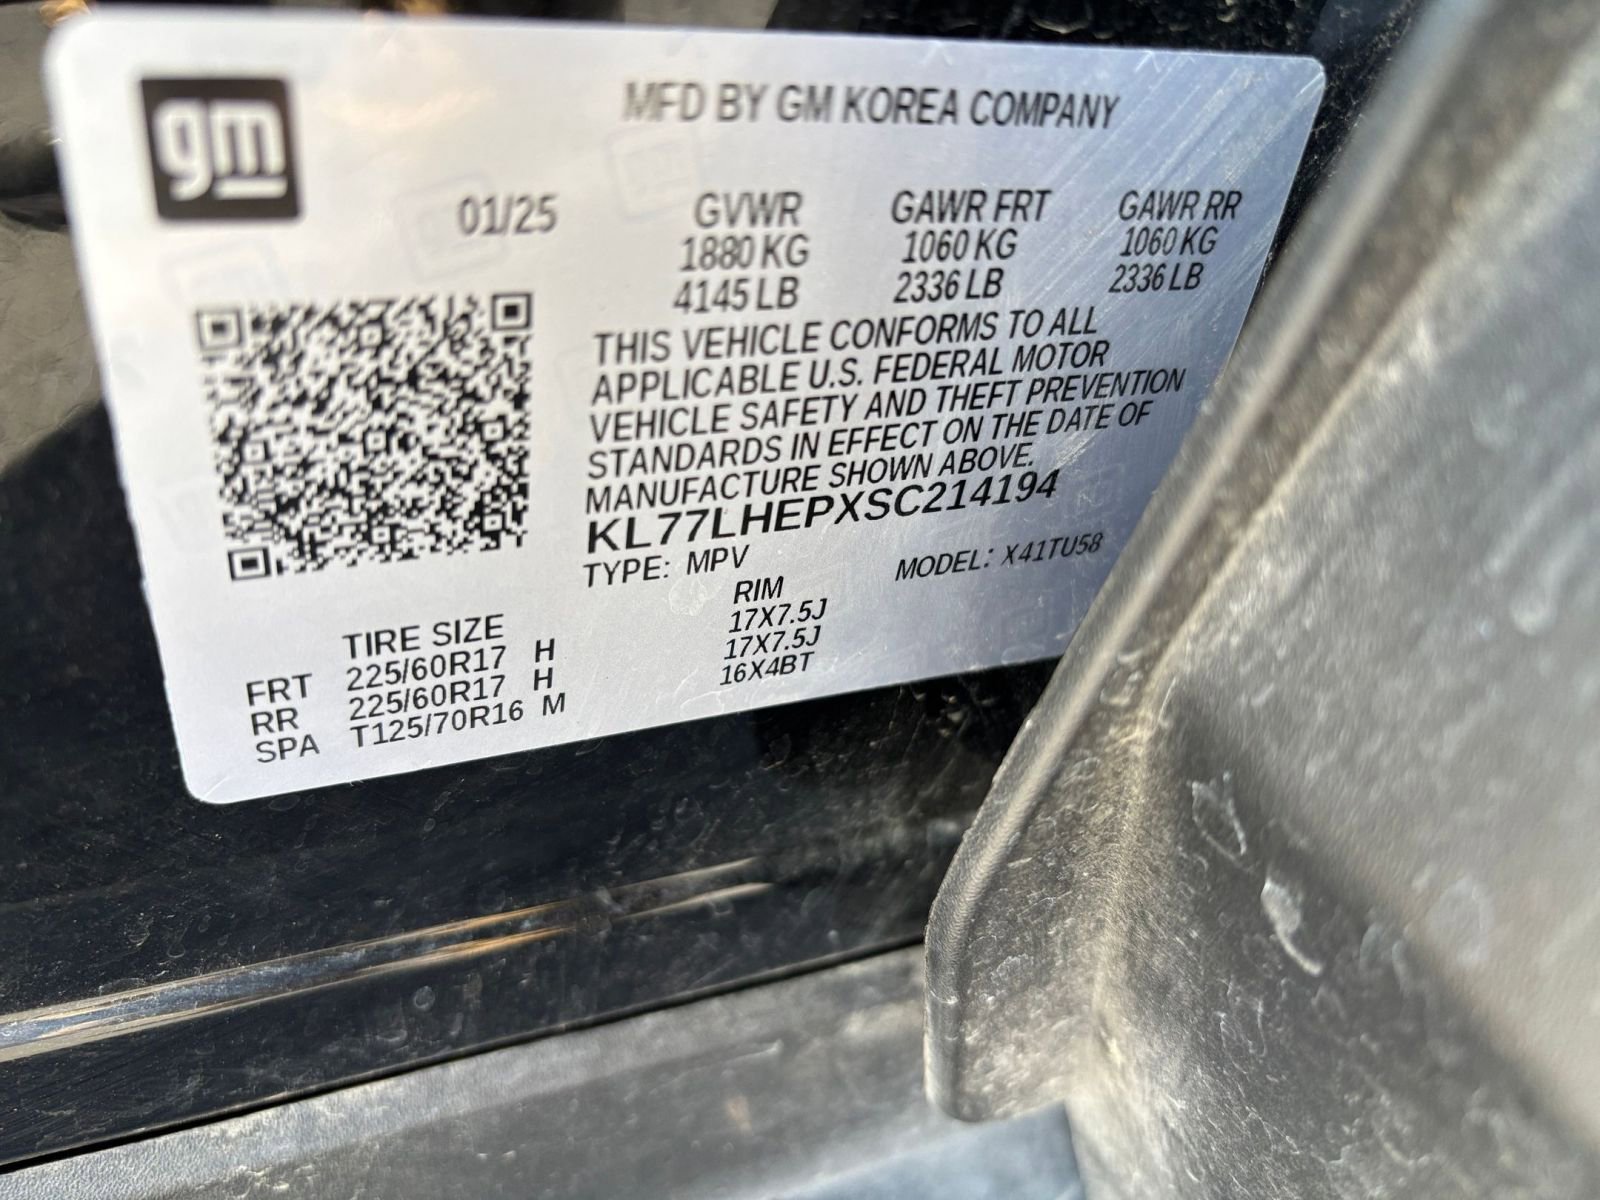 gm
MFD BY GM KOREA COMPANY
01/25 GVWR GAWR FRT GAWR RR
1880 KG 1060 KG 1060 KG
4145 LB 2336 LB 2336 LB
THIS VEHICLE CONFORMS TO ALL
APPLICABLE U.S. FEDERAL MOTOR
VEHICLE SAFETY AND THEFT PREVENTION
STANDARDS IN EFFECT ON THE DATE OF
MANUFACTURE SHOWN ABOVE.
KL77LHEPXSC214194
TYPE: MPV MODEL: X41TU58
TIRE SIZE RIM
FRT 225/60R17 H 17X7.5J
RR 225/60R17 H 17X7.5J
SPA T125/70R16 M 16X4BT